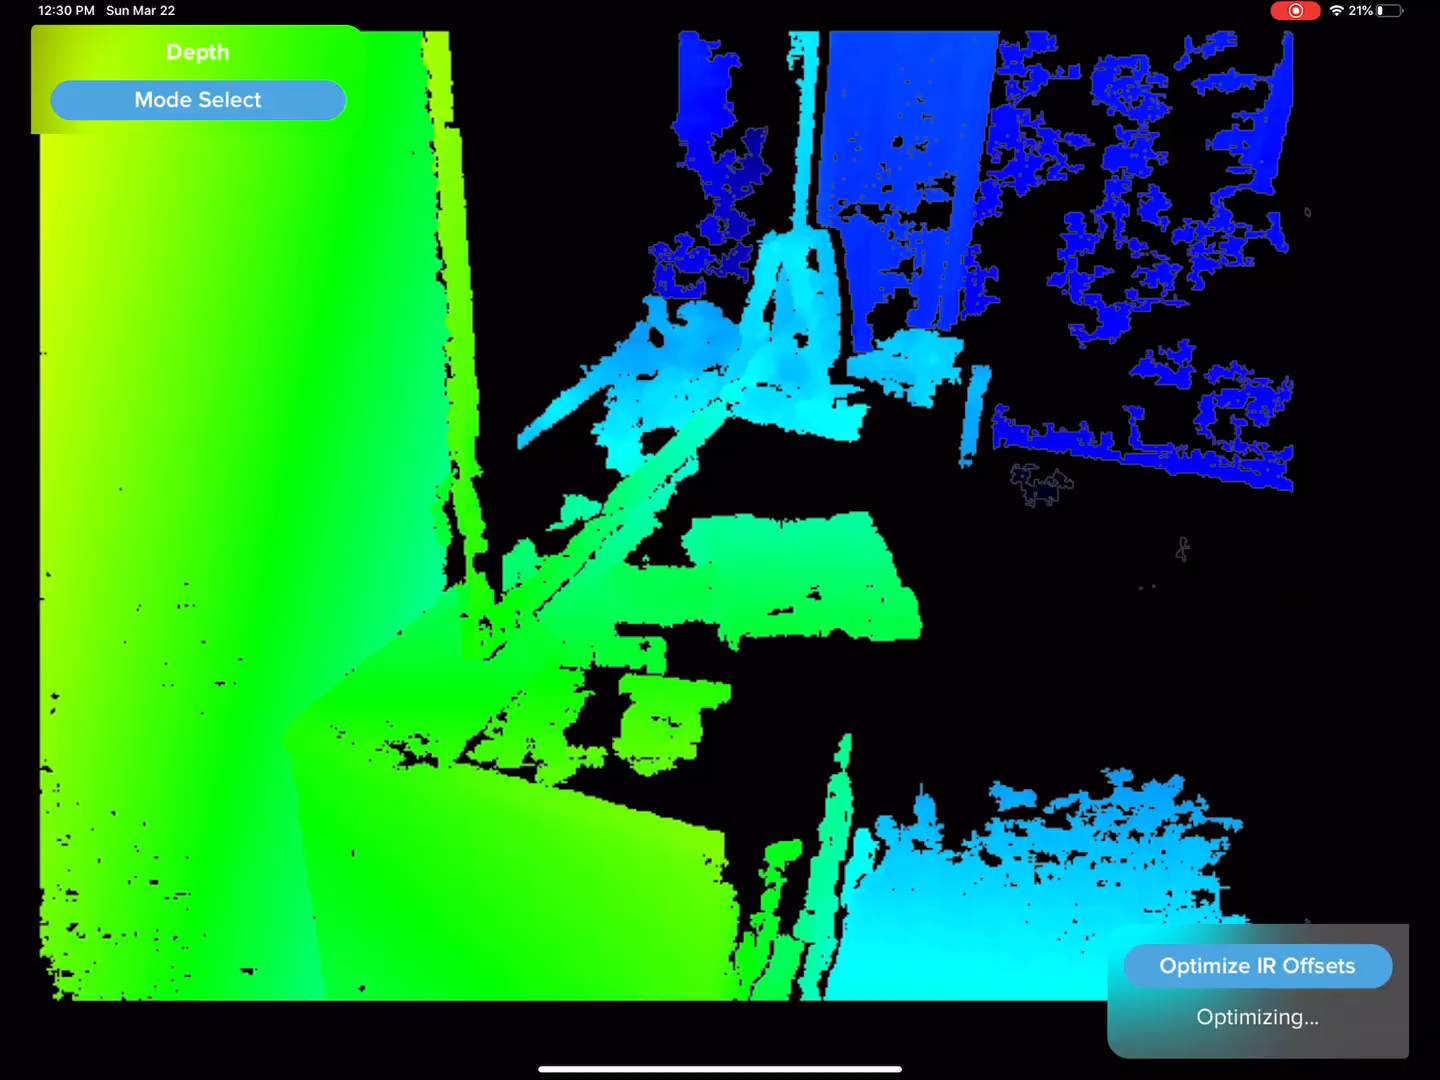 12:30 PM Sun Mar 22
21%
Depth
Mode Select
Optimize IR Offsets
Optimizing...